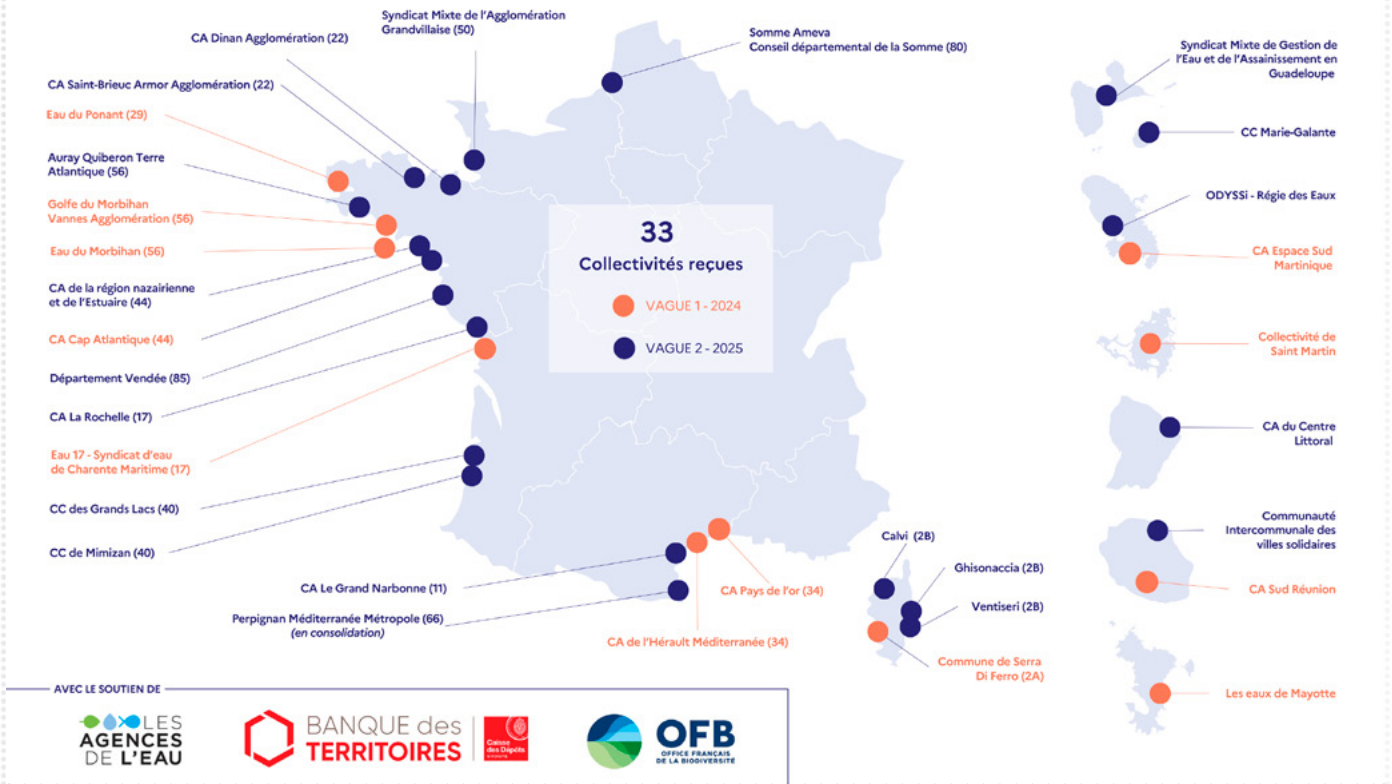 Syndicat Mixte de l'Agglomération
Grandvillaise (50)
CA Dinan Agglomération (22)
CA Saint-Brieuc Armor Agglomération (22)
Eau du Ponant (29)
Auray Quiberon Terre
Atlantique (56)
Golfe du Morbihan
Vannes Agglomération (56)
Eau du Morbihan (56)
CA de la région nazairienne
et de l'Estuaire (44)
CA Cap Atlantique (44)
Département Vendée (85)
CA La Rochelle (17)
Eau 17 - Syndicat d'eau
de Charente Maritime (17)
CC des Grands Lacs (40)
CC de Mimizan (40)
CA Le Grand Narbonne (11)
Perpignan Méditerranée Métropole (66)
(en consolidation)
CA de l'Hérault Méditerranée (34)
CA Pays de l'or (34)
Somme Ameva
Conseil départemental de la Somme (80)
33
Collectivités reçues
VAGUE 1 - 2024
VAGUE 2 - 2025
Calvi (2B)
Ghisonaccia (2B)
Ventiseri (2B)
Commune de Serra
Di Ferro (2A)
Syndicat Mixte de Gestion de
l'Eau et de l'Assainissement en
Guadeloupe
CC Marie-Galante
ODYSSi - Régie des Eaux
CA Espace Sud
Martinique
Collectivité de
Saint Martin
CA du Centre
Littoral
Communauté
Intercommunale des
villes solidaires
CA Sud Réunion
Les eaux de Mayotte
AVEC LE SOUTIEN DE
LES
AGENCES
DE L'EAU
BANQUE des
TERRITOIRES
Caisse
des Dépôts
OFB
OFFICE FRANÇAIS
DE LA BIODIVERSITÉ